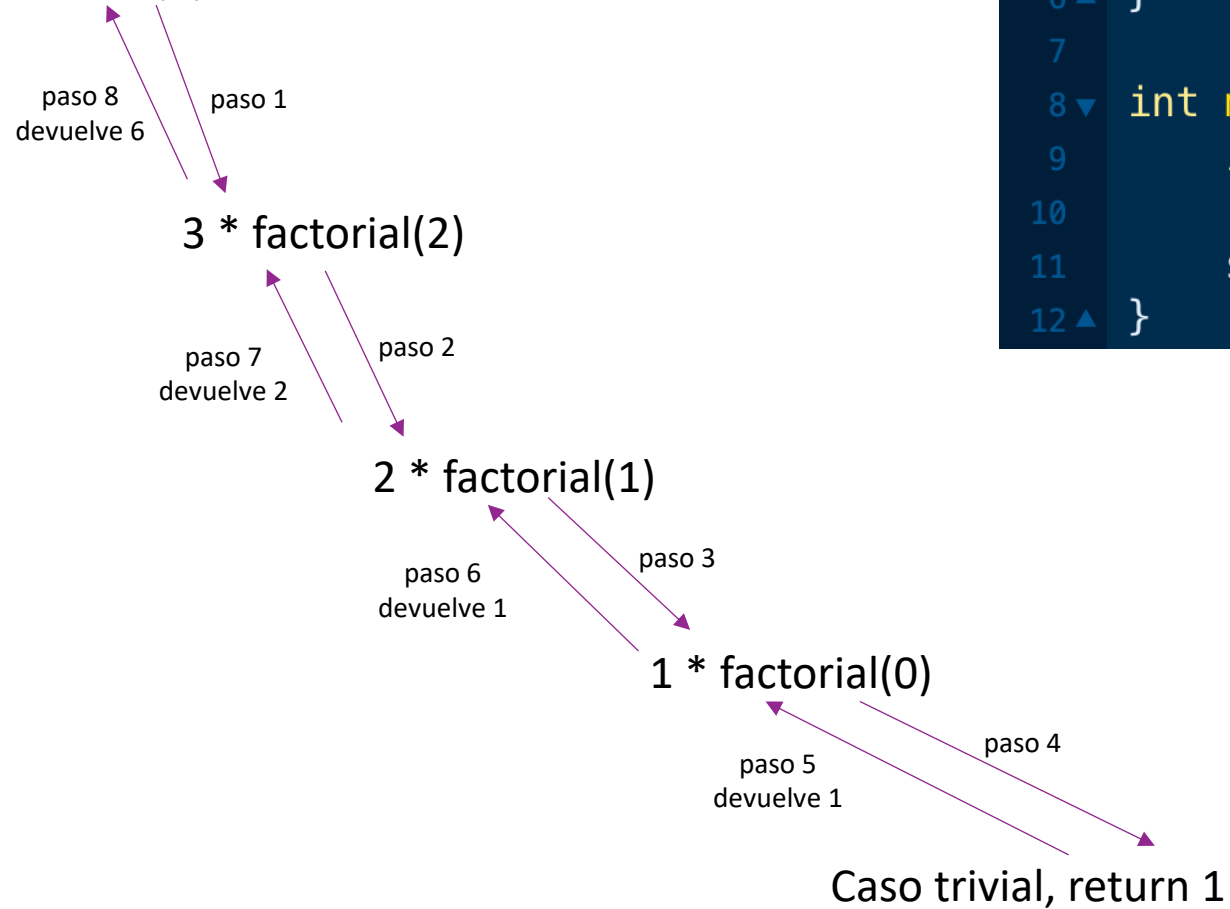 paso 8
devuelve 6
paso 1
3 * factorial(2)
paso 7
devuelve 2
paso 2
2 * factorial(1)
paso 6
devuelve 1
paso 3
1 * factorial(0)
paso 5
devuelve 1
paso 4
Caso trivial, return 1
6 }
7
8 int
9
10
11
12 }